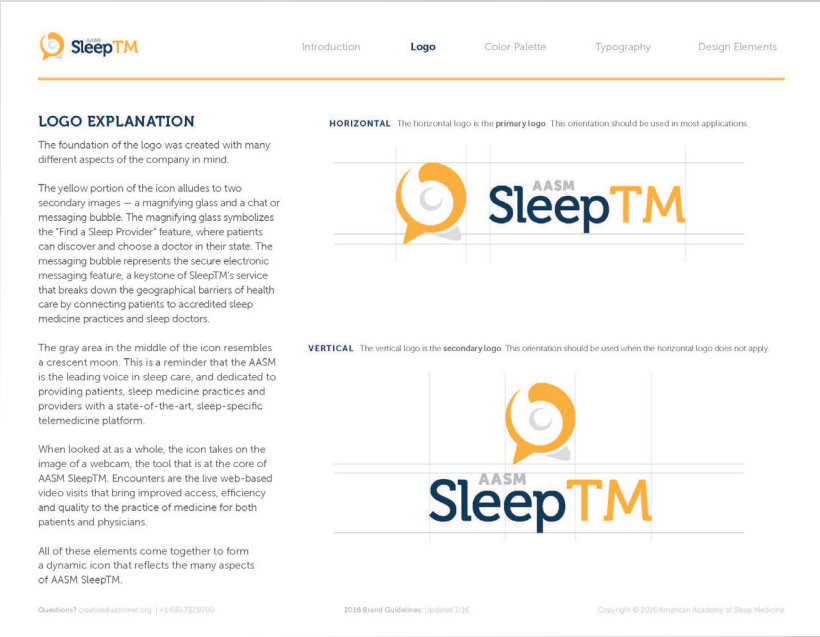 AASM
SleepTM
Introduction
Logo
Color Palette
Typography
Design Elements
LOGO EXPLANATION
The foundation of the logo was created with many
different aspects of the company in mind.
The yellow portion of the icon alludes to two
secondary images — a magnifying glass and a chat or
messaging bubble. The magnifying glass symbolizes
the "Find a Sleep Provider" feature, where patients
can discover and choose a doctor in their state. The
messaging bubble represents the secure electronic
messaging feature, a keystone of SleepTM's service
that breaks down the geographical barriers of health
care by connecting patients to accredited sleep
medicine practices and sleep doctors.
The gray area in the middle of the icon resembles
a crescent moon. This is a reminder that the AASM
is the leading voice in sleep care, and dedicated to
providing patients, sleep medicine practices and
providers with a state-of-the-art, sleep-specific
telemedicine platform.
When looked at as a whole, the icon takes on the
image of a webcam, the tool that is at the core of
AASM SleepTM. Encounters are the live web-based
video visits that bring improved access, efficiency
and quality to the practice of medicine for both
patients and physicians.
All of these elements come together to form
a dynamic icon that reflects the many aspects
of AASM SleepTM.
HORIZONTAL The horizontal logo is the primary logo. This orientation should be used in most applications.
AASM
SleepTM
VERTICAL The vertical logo is the secondary logo. This orientation should be used when the horizontal logo does not apply.
AASM
SleepTM
Questions? creative@aasmnet.org | +1.630.737.9700
2016 Brand Guidelines: Updated 7/16
Copyright © 2016 American Academy of Sleep Medicine